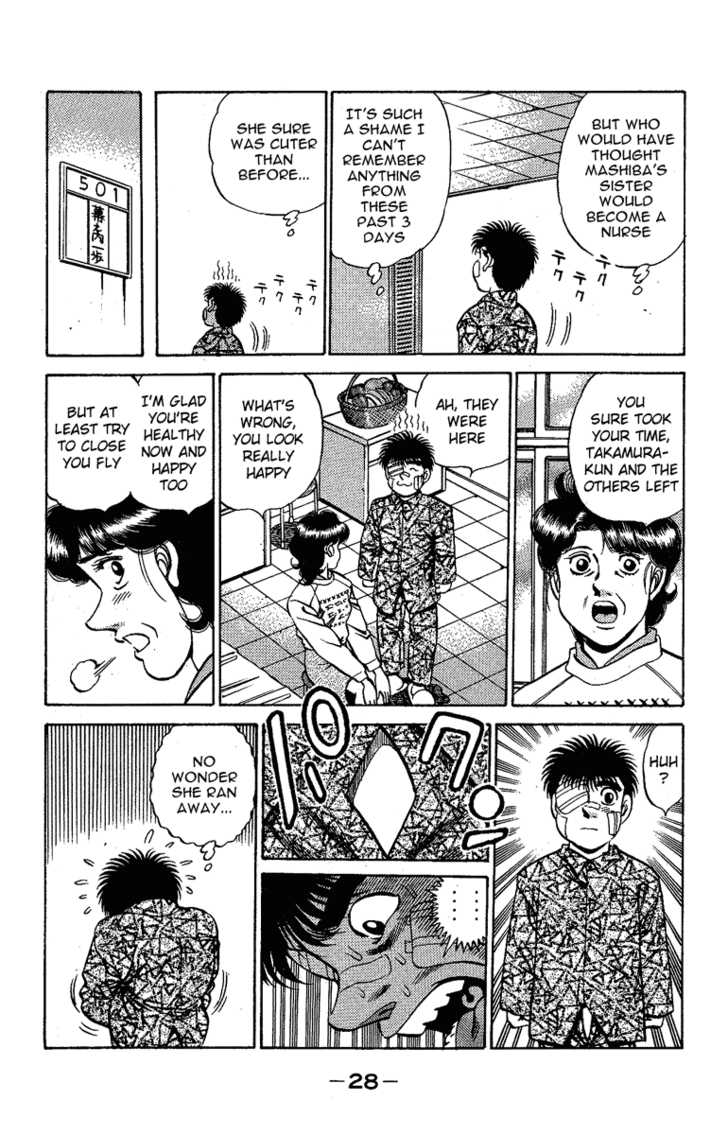 BUT WHO
WOULD HAVE
THOUGHT
MASHIBA'S
SISTER
WOULD
BECOME A
NURSE
テク
テク
テク
IT'S SUCH
A SHAME I
CAN'T
REMEMBER
ANYTHING
FROM
THESE
PAST 3
DAYS
SHE SURE
WAS CUTER
THAN
BEFORE...
テク
テク
テク
501
幕之内一歩
YOU
SURE TOOK
YOUR TIME,
TAKAMURA-
KUN AND THE
OTHERS LEFT
AH, THEY
WERE
HERE
WHAT'S
WRONG,
YOU LOOK
REALLY
HAPPY
I'M GLAD
YOU'RE
HEALTHY
NOW AND
HAPPY
TOO
BUT AT
LEAST TRY
TO CLOSE
YOU FLY
HUH
?
パクッ
......
NO
WONDER
SHE RAN
AWAY...
-28-